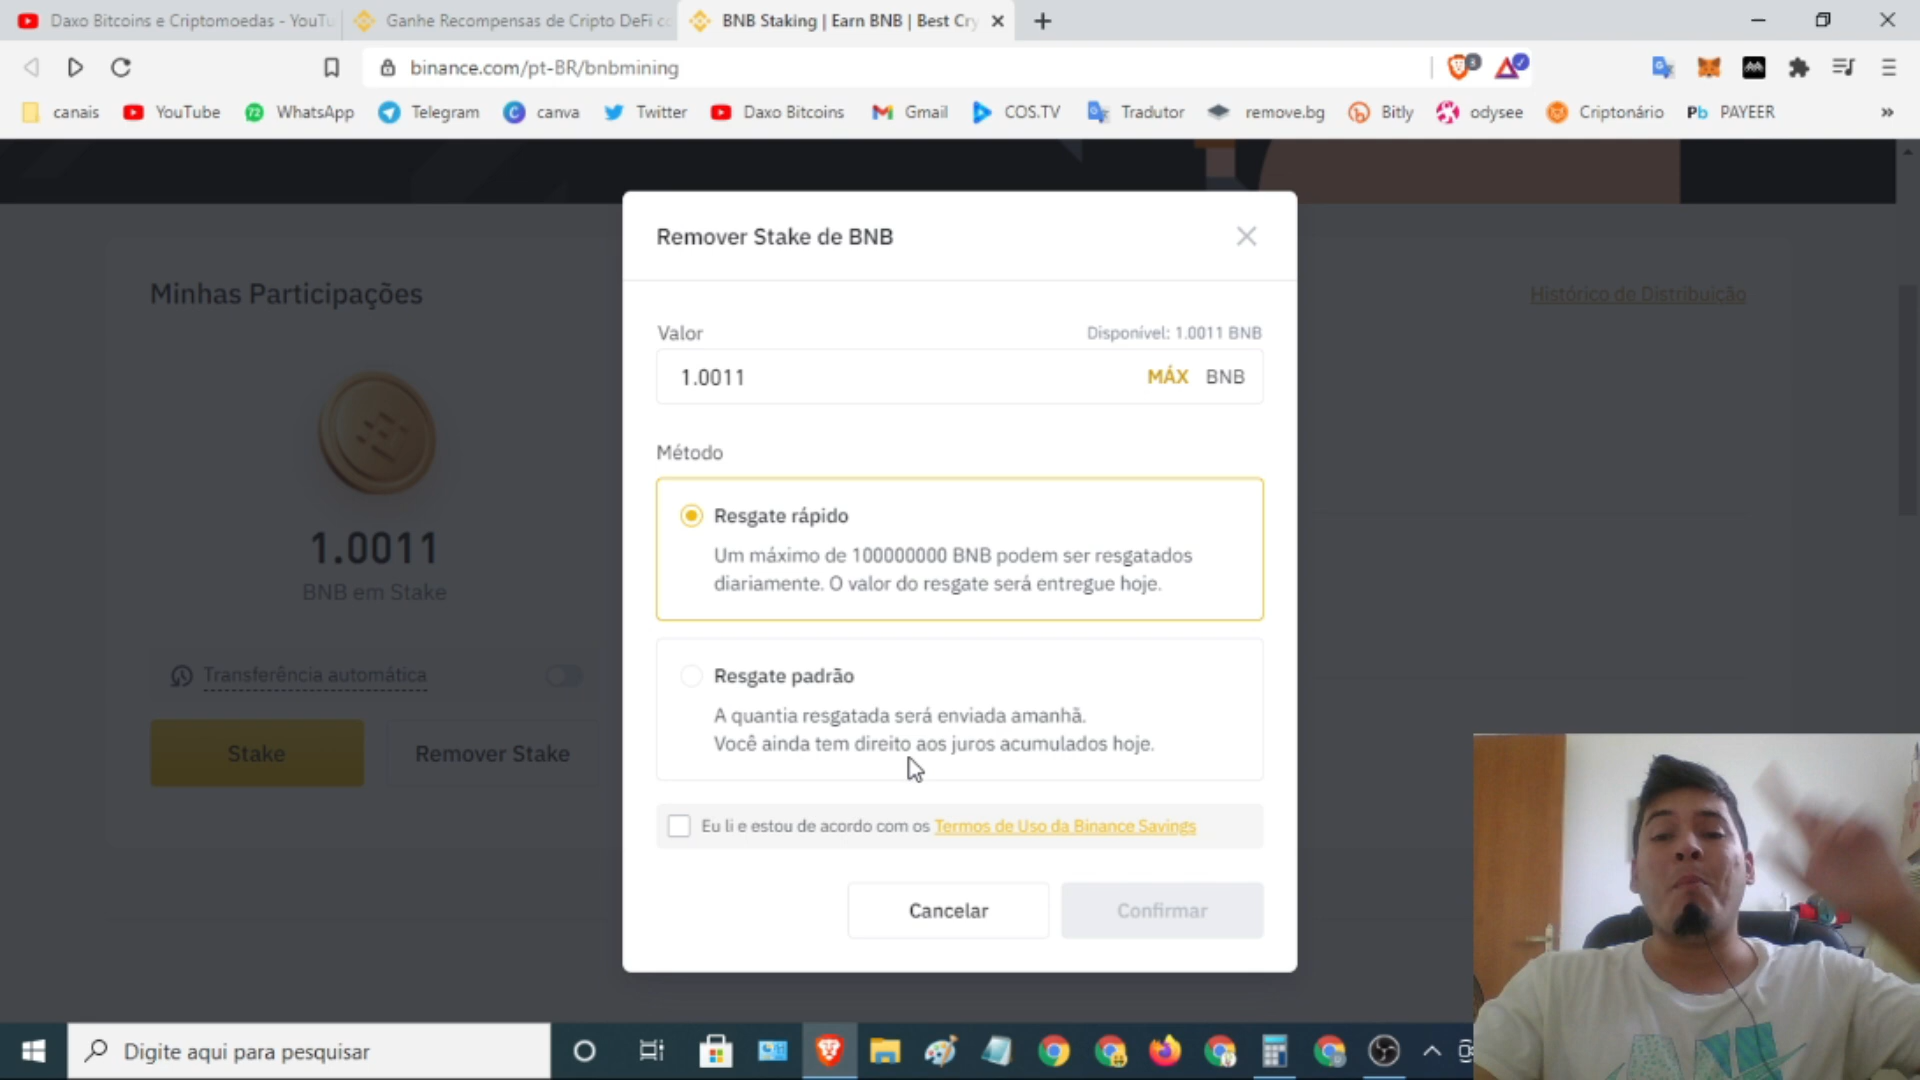 Daxo Bitcoins e Criptomoedas - YouTu
Ganhe Recompensas de Cripto DeFi co
BNB Staking | Earn BNB | Best Cry
binance.com/pt-BR/bnbmining
canais
YouTube
WhatsApp
Telegram
canva
Twitter
Daxo Bitcoins
Gmail
COS.TV
Tradutor
remove.bg
Bitly
odysee
Criptonário
Pb PAYEER
Remover Stake de BNB
Minhas Participações
Histórico de Distribuição
Valor
Disponível: 1.0011 BNB
1.0011
MÁX BNB
Método
Resgate rápido
Um máximo de 100000000 BNB podem ser resgatados
diariamente. O valor do resgate será entregue hoje.
1.0011
BNB em Stake
Transferência automática
Resgate padrão
A quantia resgatada será enviada amanhã.
Você ainda tem direito aos juros acumulados hoje.
Stake
Remover Stake
Eu li e estou de acordo com os Termos de Uso da Binance Savings
Cancelar
Confirmar
Digite aqui para pesquisar